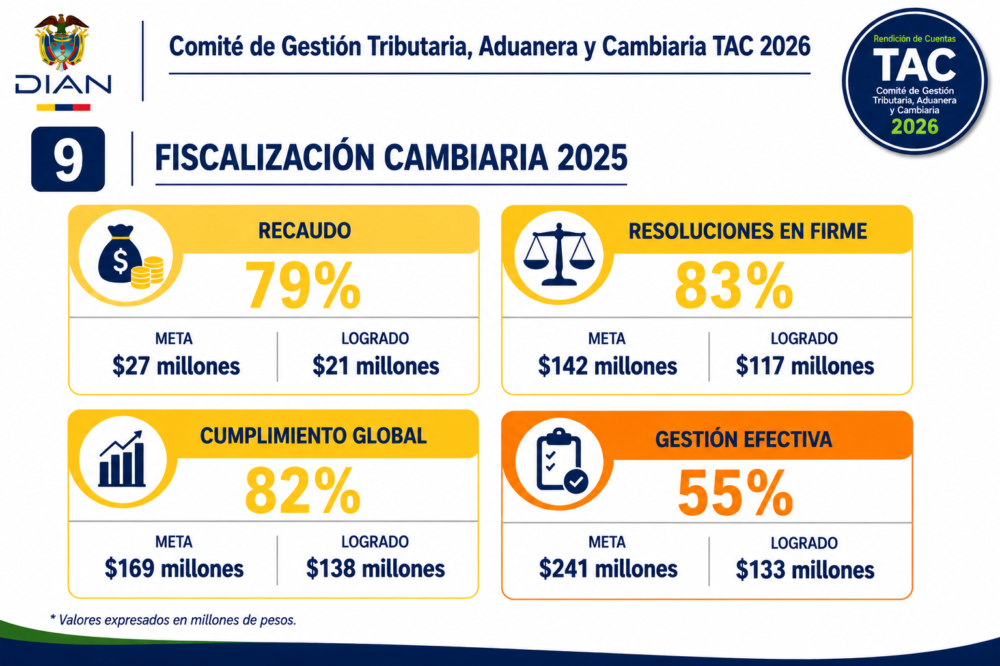 DIAN
Comité de Gestión Tributaria, Aduanera y Cambiaria TAC 2026
Rendición de Cuentas
TAC
Comité de Gestión
Tributaria, Aduanera
y Cambiaria
2026
9
FISCALIZACIÓN CAMBIARIA 2025
$
RECAUDO
79%
META
$27 millones
LOGRADO
$21 millones
RESOLUCIONES EN FIRME
83%
META
$142 millones
LOGRADO
$117 millones
CUMPLIMIENTO GLOBAL
82%
META
$169 millones
LOGRADO
$138 millones
GESTIÓN EFECTIVA
55%
META
$241 millones
LOGRADO
$133 millones
* Valores expresados en millones de pesos.